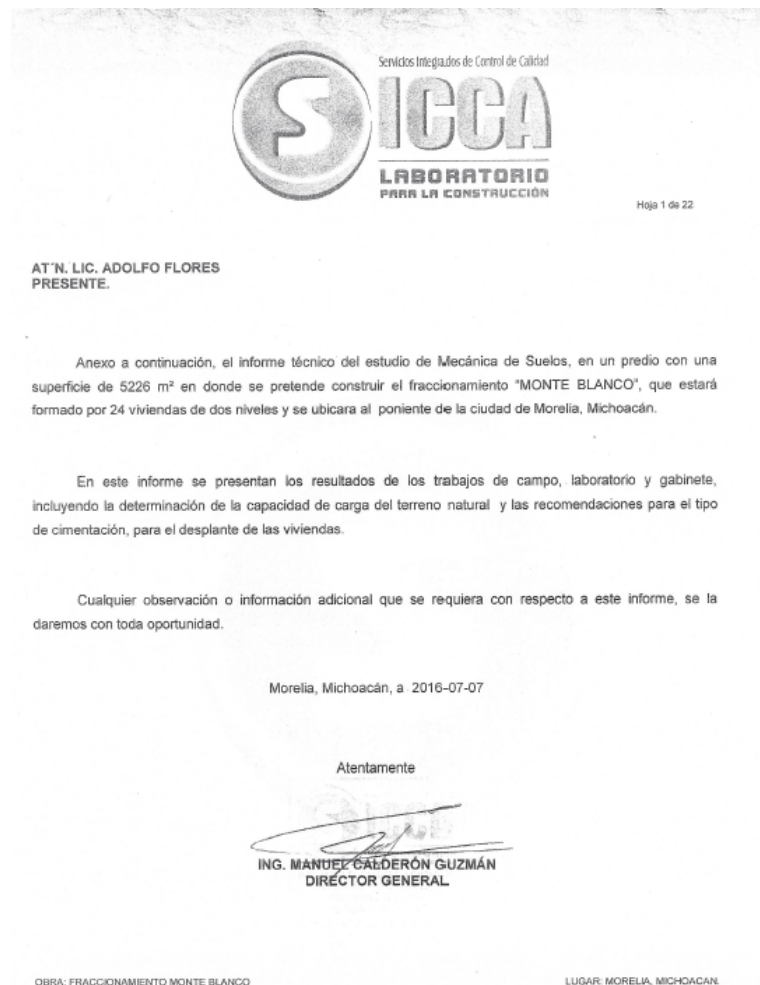 Servicios Integrados de Control de Calidad
SICCA
LABORATORIO
PARA LA CONSTRUCCIÓN
Hoja 1 de 22
AT´N. LIC. ADOLFO FLORES
PRESENTE.
Anexo a continuación, el informe técnico del estudio de Mecánica de Suelos, en un predio con una
superficie de 5226 m² en donde se pretende construir el fraccionamiento "MONTE BLANCO", que estará
formado por 24 viviendas de dos niveles y se ubicara al poniente de la ciudad de Morelia, Michoacán.
En este informe se presentan los resultados de los trabajos de campo, laboratorio y gabinete,
incluyendo la determinación de la capacidad de carga del terreno natural y las recomendaciones para el tipo
de cimentación, para el desplante de las viviendas.
Cualquier observación o información adicional que se requiera con respecto a este informe, se la
daremos con toda oportunidad.
Morelia, Michoacán, a 2016-07-07
Atentamente
ING. MANUEL CALDERÓN GUZMÁN
DIRECTOR GENERAL
OBRA: FRACCIONAMIENTO MONTE BLANCO LUGAR: MORELIA, MICHOACAN.